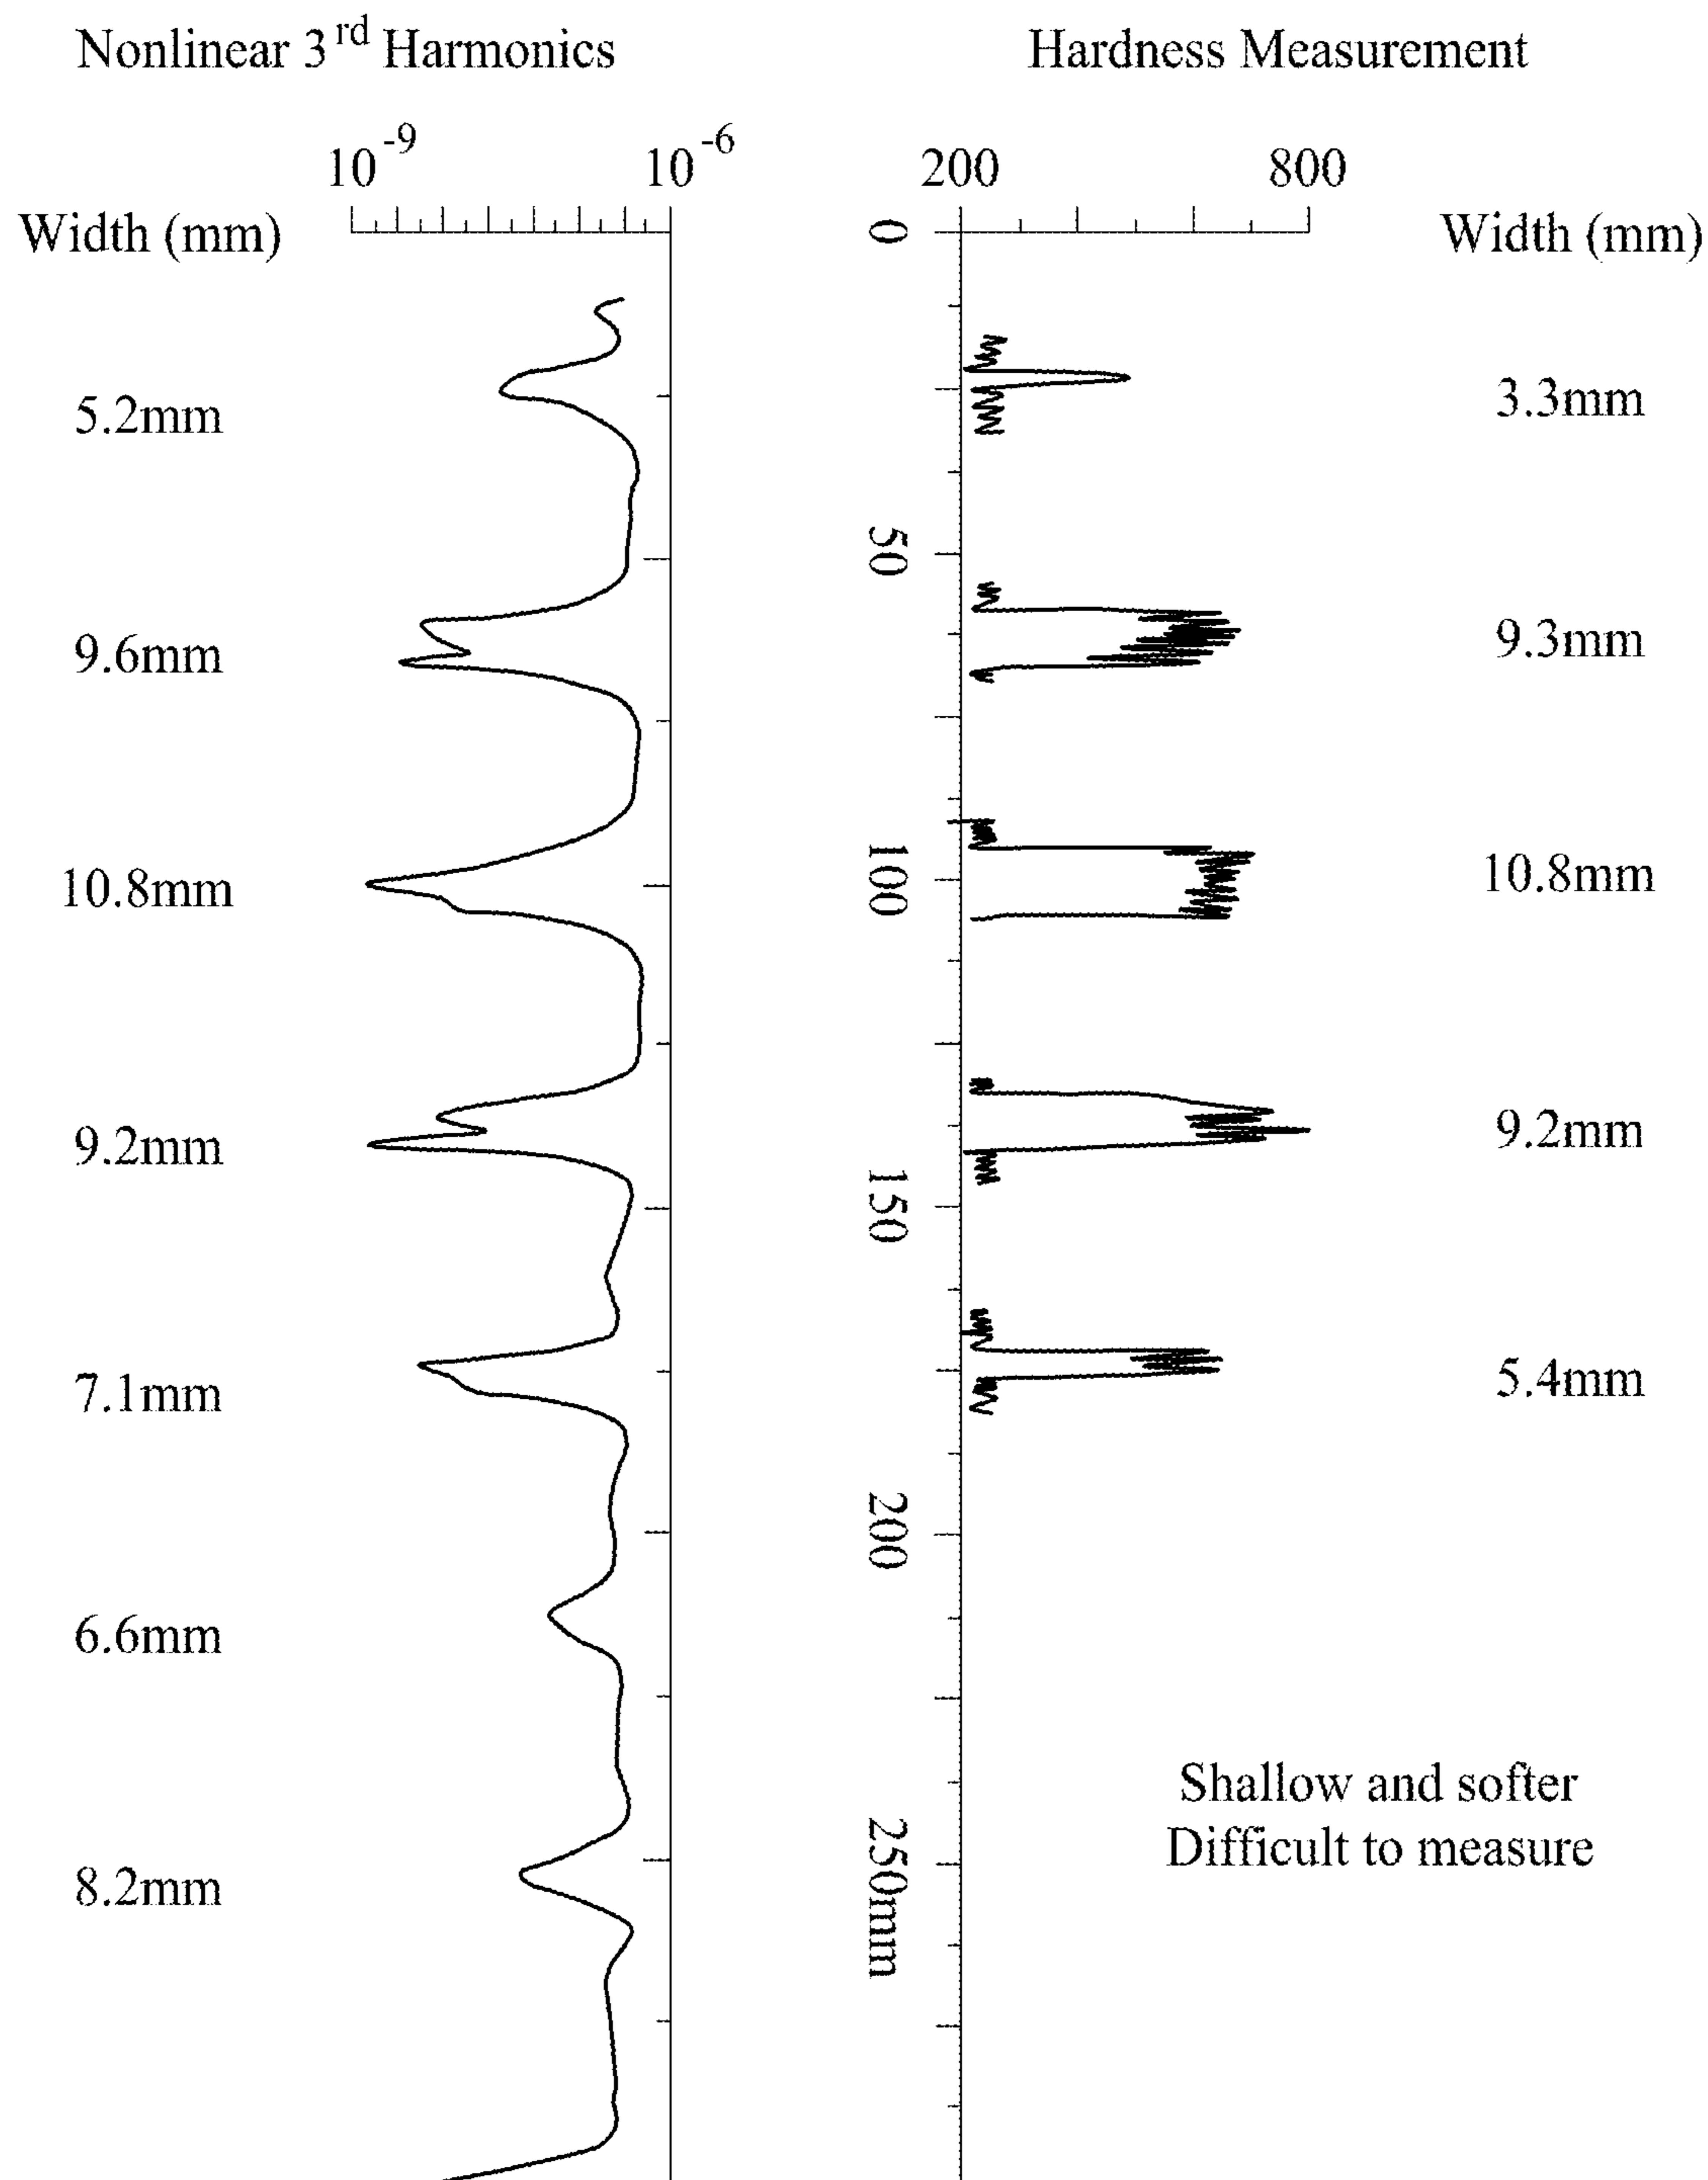 Nonlinear 3rd Harmonics
Hardness Measurement
10-9
10-6
200
800
Width (mm)
0
Width (mm)
5.2mm
3.3mm
50
9.6mm
9.3mm
10.8mm
100
10.8mm
9.2mm
150
9.2mm
7.1mm
5.4mm
200
6.6mm
Shallow and softer
Difficult to measure
8.2mm
250mm